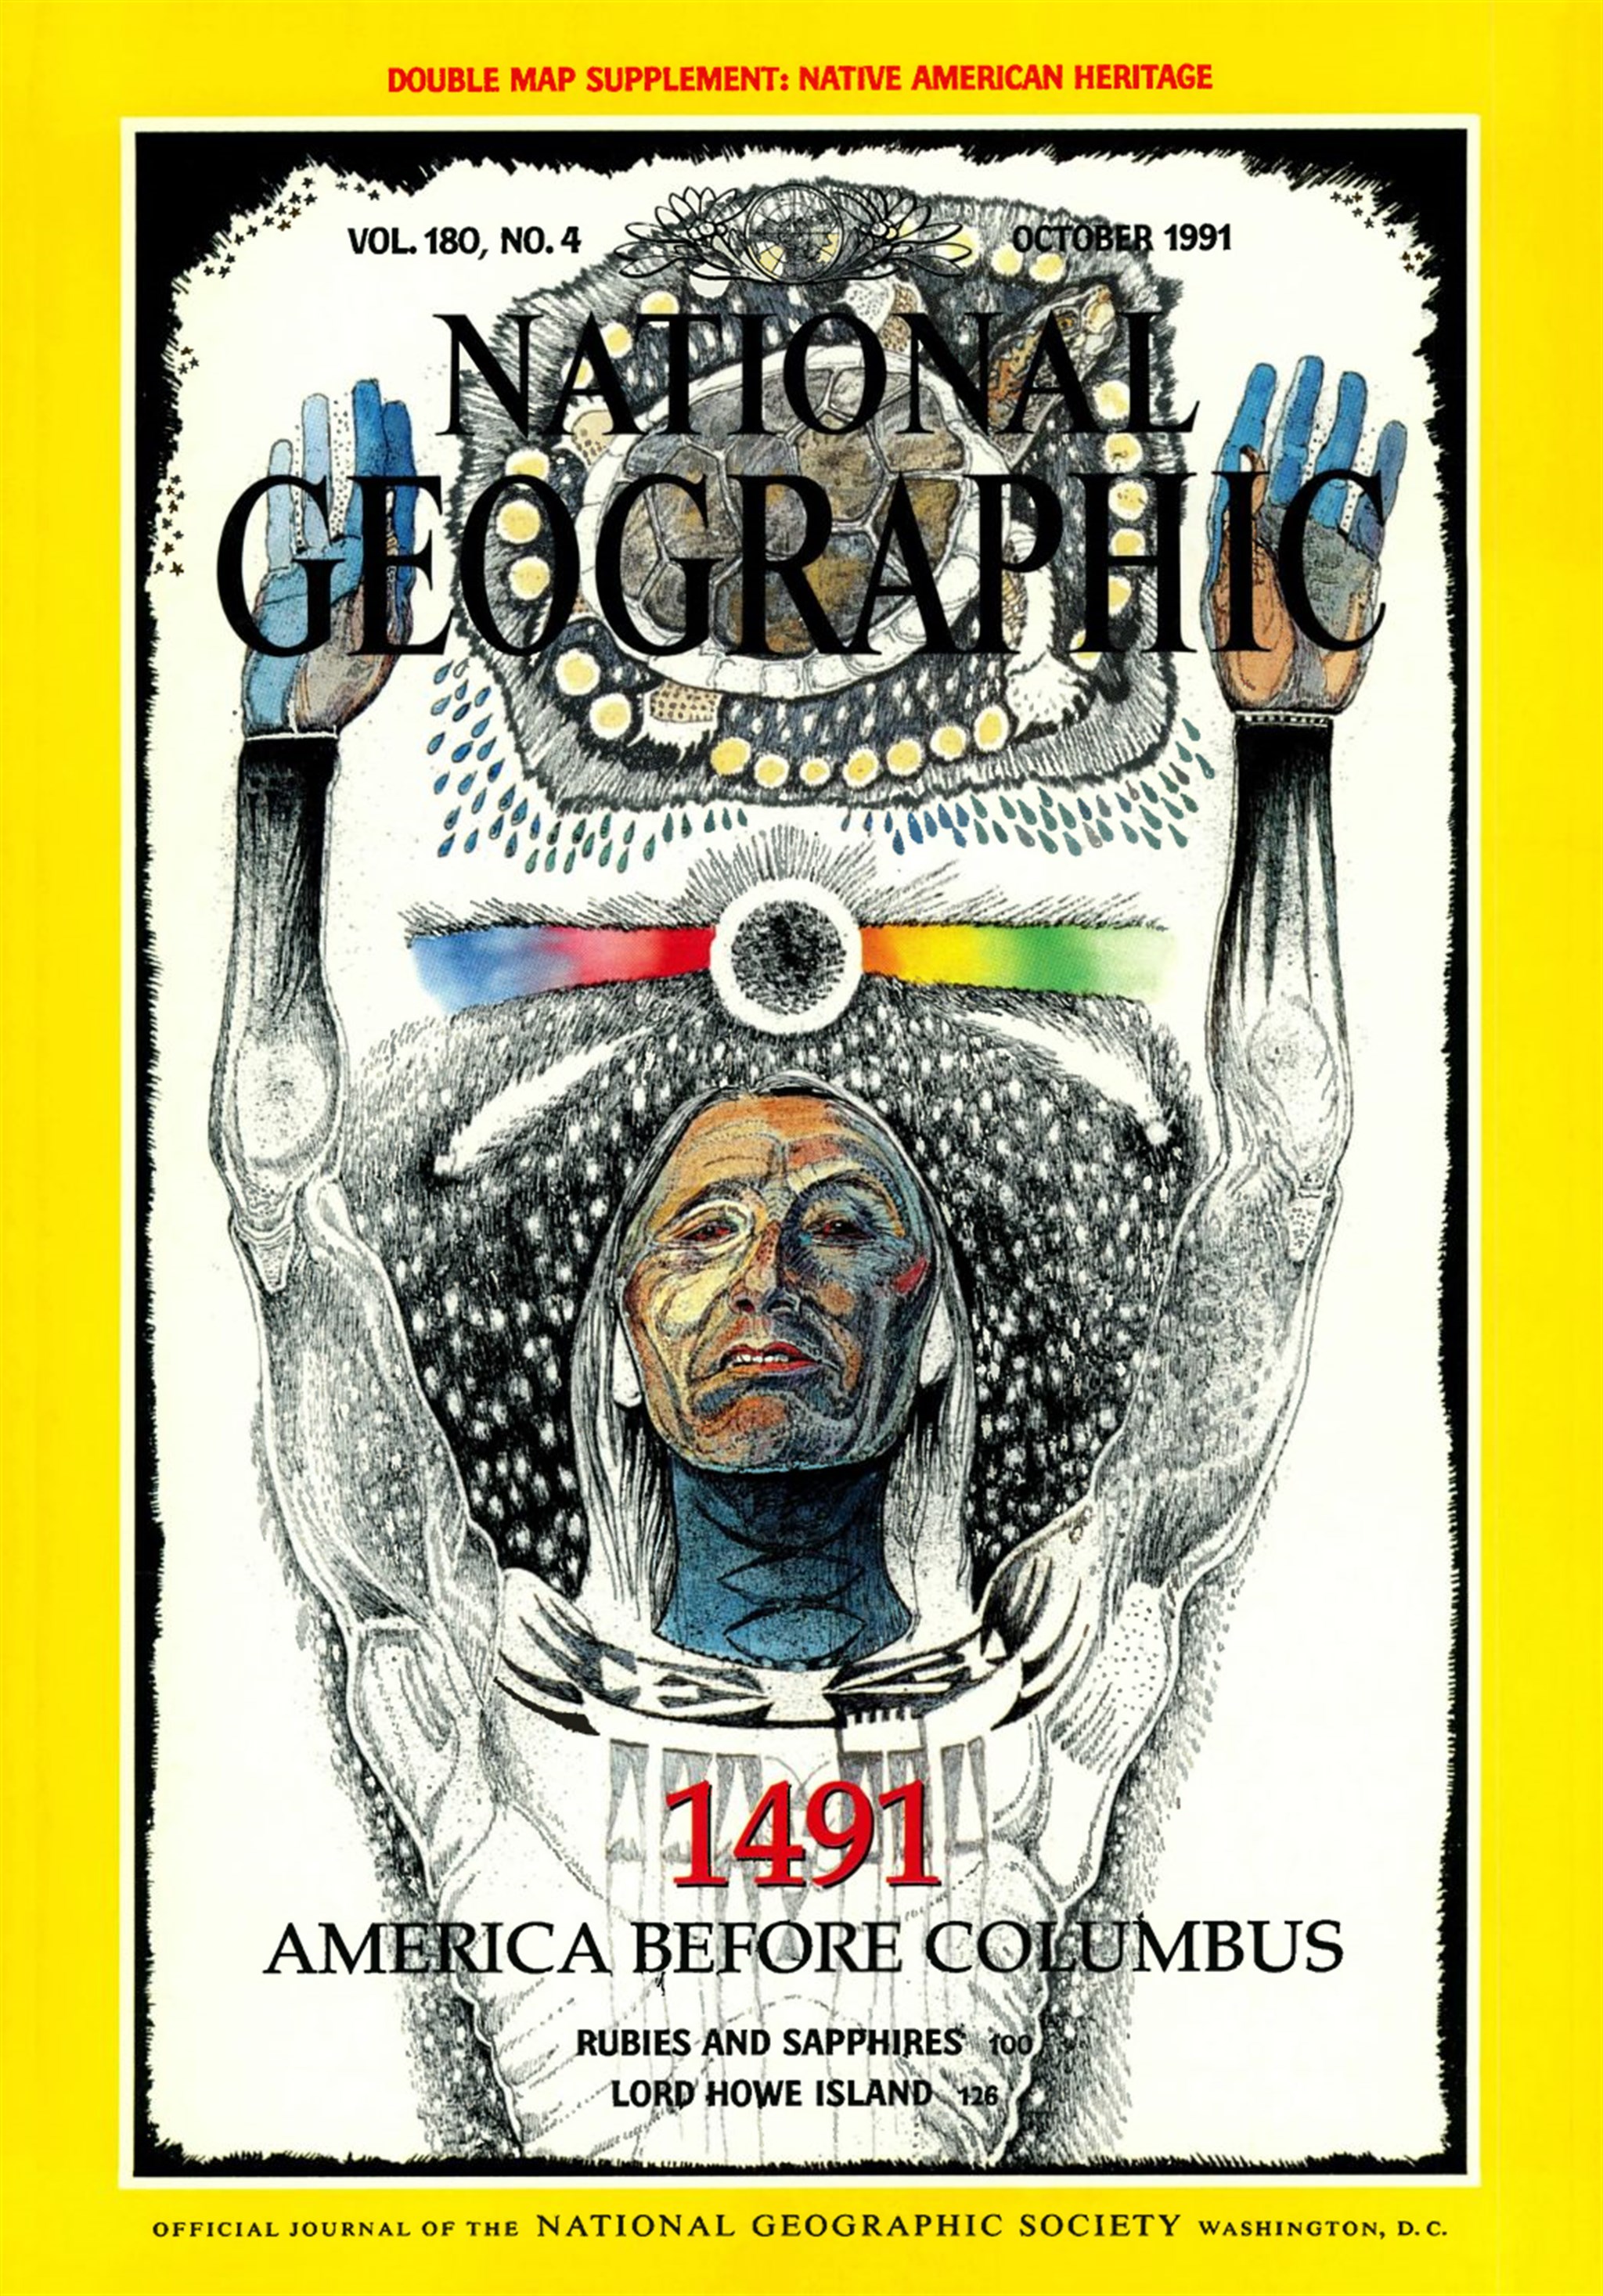 DOUBLE MAP SUPPLEMENT: NATIVE AMERICAN HERITAGE
VOL. 180, NO. 4 OCTOBER 1991
NATIONAL
GEOGRAPHIC
1491
AMERICA BEFORE COLUMBUS
RUBIES AND SAPPHIRES 100
LORD HOWE ISLAND 126
OFFICIAL JOURNAL OF THE NATIONAL GEOGRAPHIC SOCIETY WASHINGTON, D.C.